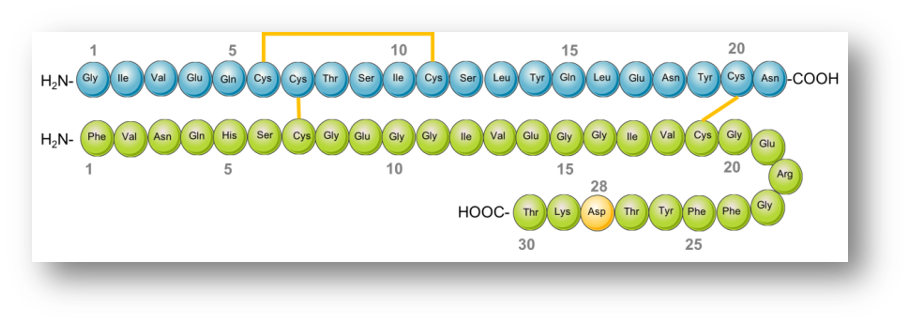 1 5 10 15 20
H₂N- Gly Ile Val Glu Gln Cys Cys Thr Ser Ile Cys Ser Leu Tyr Gln Leu Glu Asn Tyr Cys Asn -COOH
H₂N- Phe Val Asn Gln His Ser Cys Gly Glu Gly Gly Ile Val Glu Gly Gly Ile Val Cys Gly Glu
1 5 10 15 20
Arg
28
HOOC- Thr Lys Asp Thr Tyr Phe Phe Gly
30 25